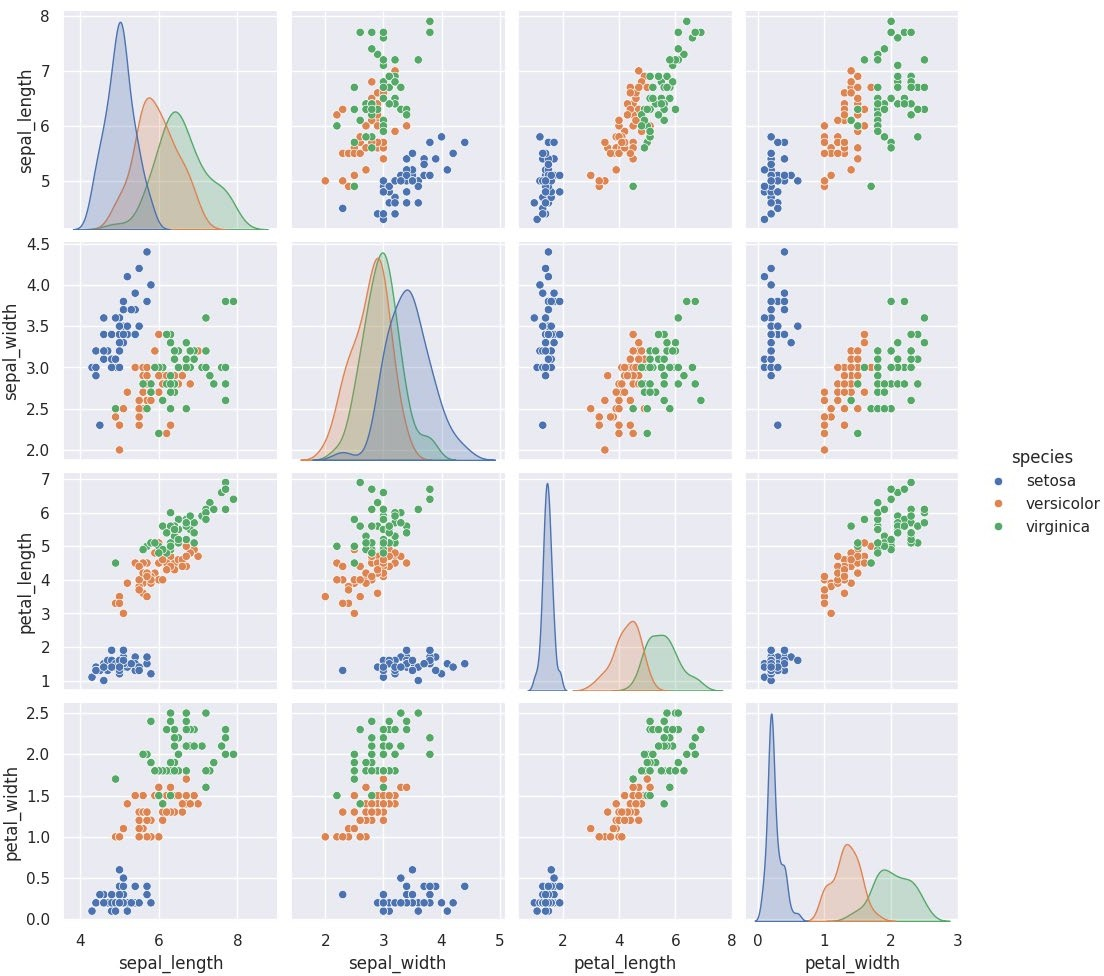 8
7
6
5
sepal_length
4.5
4.0
3.5
3.0
2.5
2.0
sepal_width
7
6
5
4
3
2
1
petal_length
2.5
2.0
1.5
1.0
0.5
0.0
petal_width
4 6 8
sepal_length
2 3 4 5
sepal_width
2 4 6 8
petal_length
0 1 2 3
petal_width
species
setosa
versicolor
virginica